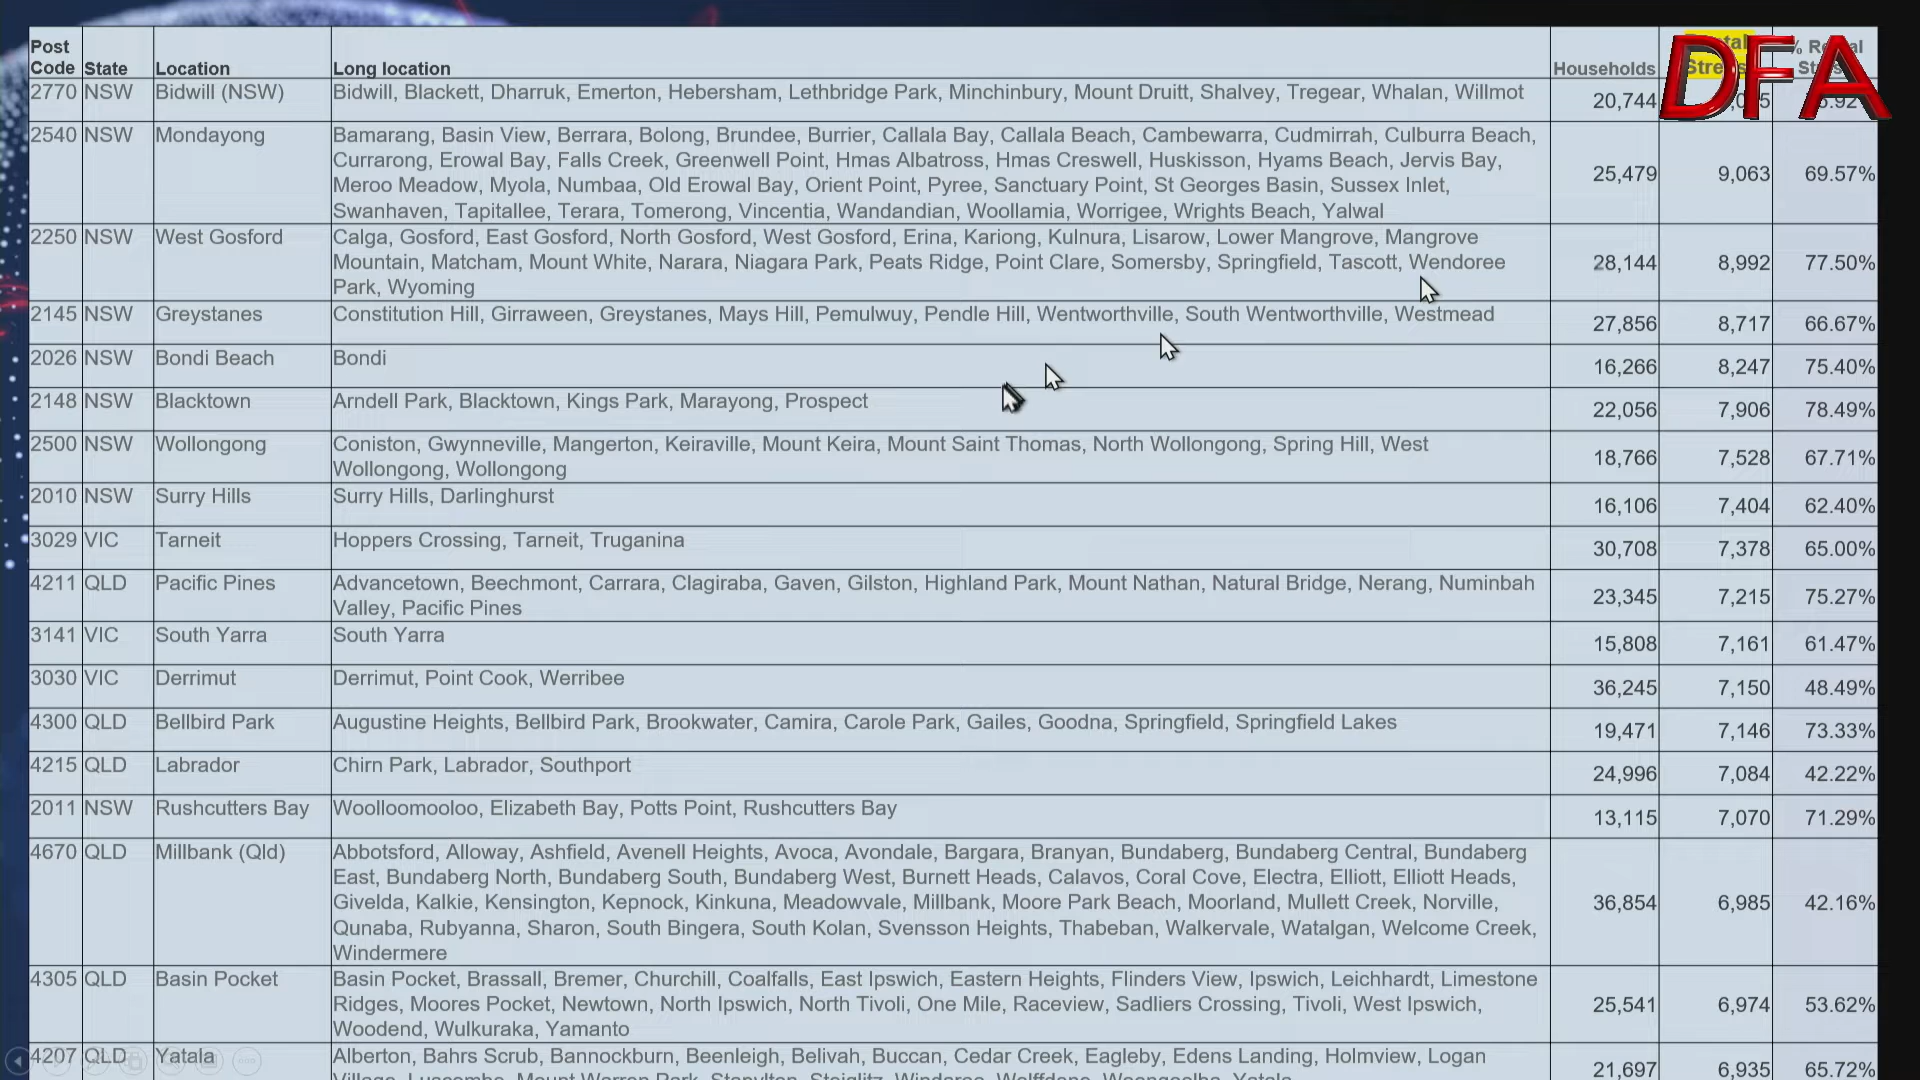 Post Code State Location Long location Households Stress % Rental
DFA
2770 NSW Bidwill (NSW) Bidwill, Blackett, Dharruk, Emerton, Hebersham, Lethbridge Park, Minchinbury, Mount Druitt, Shalvey, Tregear, Whalan, Willmot 20,744
2540 NSW Mondayong Bamarang, Basin View, Berrara, Bolong, Brundee, Burrier, Callala Bay, Callala Beach, Cambewarra, Cudmirrah, Culburra Beach,
Currarong, Erowal Bay, Falls Creek, Greenwell Point, Hmas Albatross, Hmas Creswell, Huskisson, Hyams Beach, Jervis Bay,
Meroo Meadow, Myola, Numbaa, Old Erowal Bay, Orient Point, Pyree, Sanctuary Point, St Georges Basin, Sussex Inlet,
Swanhaven, Tapitallee, Terara, Tomerong, Vincentia, Wandandian, Woollamia, Worrigee, Wrights Beach, Yalwal
25,479 9,063 69.57%
2250 NSW West Gosford Calga, Gosford, East Gosford, North Gosford, West Gosford, Erina, Kariong, Kulnura, Lisarow, Lower Mangrove, Mangrove
Mountain, Matcham, Mount White, Narara, Niagara Park, Peats Ridge, Point Clare, Somersby, Springfield, Tascott, Wendoree
Park, Wyoming
28,144 8,992 77.50%
2145 NSW Greystanes Constitution Hill, Girraween, Greystanes, Mays Hill, Pemulwuy, Pendle Hill, Wentworthville, South Wentworthville, Westmead 27,856 8,717 66.67%
2026 NSW Bondi Beach Bondi 16,266 8,247 75.40%
2148 NSW Blacktown Arndell Park, Blacktown, Kings Park, Marayong, Prospect 22,056 7,906 78.49%
2500 NSW Wollongong Coniston, Gwynneville, Mangerton, Keiraville, Mount Keira, Mount Saint Thomas, North Wollongong, Spring Hill, West
Wollongong, Wollongong
18,766 7,528 67.71%
2010 NSW Surry Hills Surry Hills, Darlinghurst 16,106 7,404 62.40%
3029 VIC Tarneit Hoppers Crossing, Tarneit, Truganina 30,708 7,378 65.00%
4211 QLD Pacific Pines Advancetown, Beechmont, Carrara, Clagiraba, Gaven, Gilston, Highland Park, Mount Nathan, Natural Bridge, Nerang, Numinbah
Valley, Pacific Pines
23,345 7,215 75.27%
3141 VIC South Yarra South Yarra 15,808 7,161 61.47%
3030 VIC Derrimut Derrimut, Point Cook, Werribee 36,245 7,150 48.49%
4300 QLD Bellbird Park Augustine Heights, Bellbird Park, Brookwater, Camira, Carole Park, Gailes, Goodna, Springfield, Springfield Lakes 19,471 7,146 73.33%
4215 QLD Labrador Chirn Park, Labrador, Southport 24,996 7,084 42.22%
2011 NSW Rushcutters Bay Woolloomooloo, Elizabeth Bay, Potts Point, Rushcutters Bay 13,115 7,070 71.29%
4670 QLD Millbank (Qld) Abbotsford, Alloway, Ashfield, Avenell Heights, Avoca, Avondale, Bargara, Branyan, Bundaberg, Bundaberg Central, Bundaberg
East, Bundaberg North, Bundaberg South, Bundaberg West, Burnett Heads, Calavos, Coral Cove, Electra, Elliott, Elliott Heads,
Givelda, Kalkie, Kensington, Kepnock, Kinkuna, Meadowvale, Millbank, Moore Park Beach, Moorland, Mullett Creek, Norville,
Qunaba, Rubyanna, Sharon, South Bingera, South Kolan, Svensson Heights, Thabeban, Walkervale, Watalgan, Welcome Creek,
Windermere
36,854 6,985 42.16%
4305 QLD Basin Pocket Basin Pocket, Brassall, Bremer, Churchill, Coalfalls, East Ipswich, Eastern Heights, Flinders View, Ipswich, Leichhardt, Limestone
Ridges, Moores Pocket, Newtown, North Ipswich, North Tivoli, One Mile, Raceview, Sadliers Crossing, Tivoli, West Ipswich,
Woodend, Wulkuraka, Yamanto
25,541 6,974 53.62%
4207 QLD Yatala Alberton, Bahrs Scrub, Bannockburn, Beenleigh, Belivah, Buccan, Cedar Creek, Eagleby, Edens Landing, Holmview, Logan
21,697 6,935 65.72%